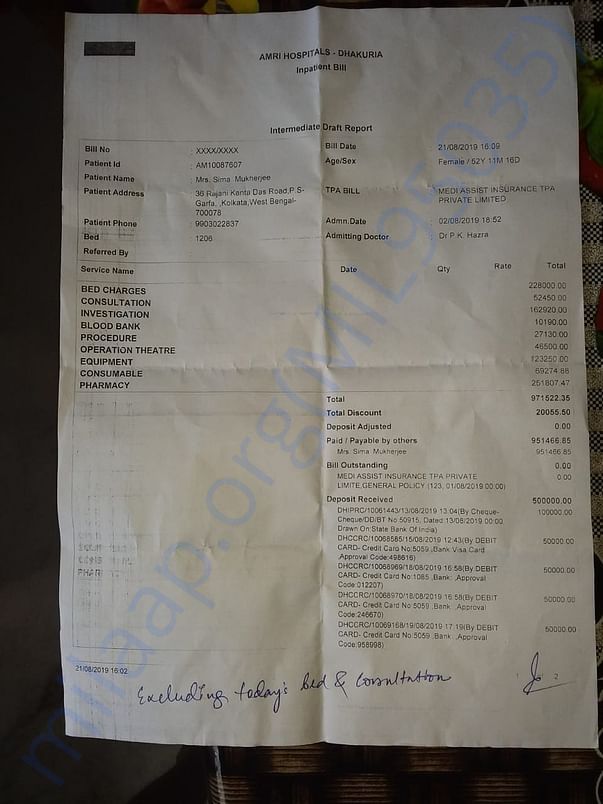 AMRI HOSPITALS - DHAKURIA
Inpatient Bill
Intermediate Draft Report
Bill No : XXXX/XXXX Bill Date : 21/08/2019 16:09
Patient Id : AM10087607 Age/Sex : Female / 52Y 11M 16D
Patient Name : Mrs. Sima Mukherjee
Patient Address : 36 Rajani Kanta Das Road,P.S- TPA BILL : MEDI ASSIST INSURANCE TPA
Garfa, ,Kolkata,West Bengal- PRIVATE LIMITED
700078
Patient Phone : 9903022837 Admn.Date : 02/08/2019 18:52
Bed : 1206 Admitting Doctor : Dr P.K. Hazra
Referred By
Service Name Date Qty Rate Total
BED CHARGES 228000.00
CONSULTATION 52450.00
INVESTIGATION 162920.00
BLOOD BANK 10190.00
PROCEDURE 27130.00
OPERATION THEATRE 46500.00
EQUIPMENT 123250.00
CONSUMABLE 69274.88
PHARMACY 251807.47
Total 971522.35
Total Discount 20055.50
Deposit Adjusted 0.00
Paid / Payable by others 951466.85
Mrs. Sima Mukherjee 951466.85
Bill Outstanding 0.00
MEDI ASSIST INSURANCE TPA PRIVATE 0.00
LIMITE,GENERAL POLICY (123, 01/08/2019 00:00)
Deposit Received 500000.00
DHIPRC/10061443/13/08/2019 13:04(By Cheque- 100000.00
Cheque/DD/BT No 50915, Dated:13/08/2019 00:00
Drawn On:State Bank Of India)
DHCCRC/10068585/15/08/2019 12:43(By DEBIT 50000.00
CARD- Credit Card No:5059 ,Bank Visa Card
,Approval Code:498616)
DHCCRC/10068969/18/08/2019 16:58(By DEBIT 50000.00
CARD- Credit Card No:1085 ,Bank: ,Approval
Code:012207)
DHCCRC/10068970/18/08/2019 16:58(By DEBIT 50000.00
CARD- Credit Card No:5059 ,Bank: ,Approval
Code:246670)
DHCCRC/10069168/19/08/2019 17:19(By DEBIT 50000.00
CARD- Credit Card No:5059 ,Bank: ,Approval
Code:958998)
21/08/2019 16:02
Excluding today's bed & consultation
2
milaap.org(MIL95035)